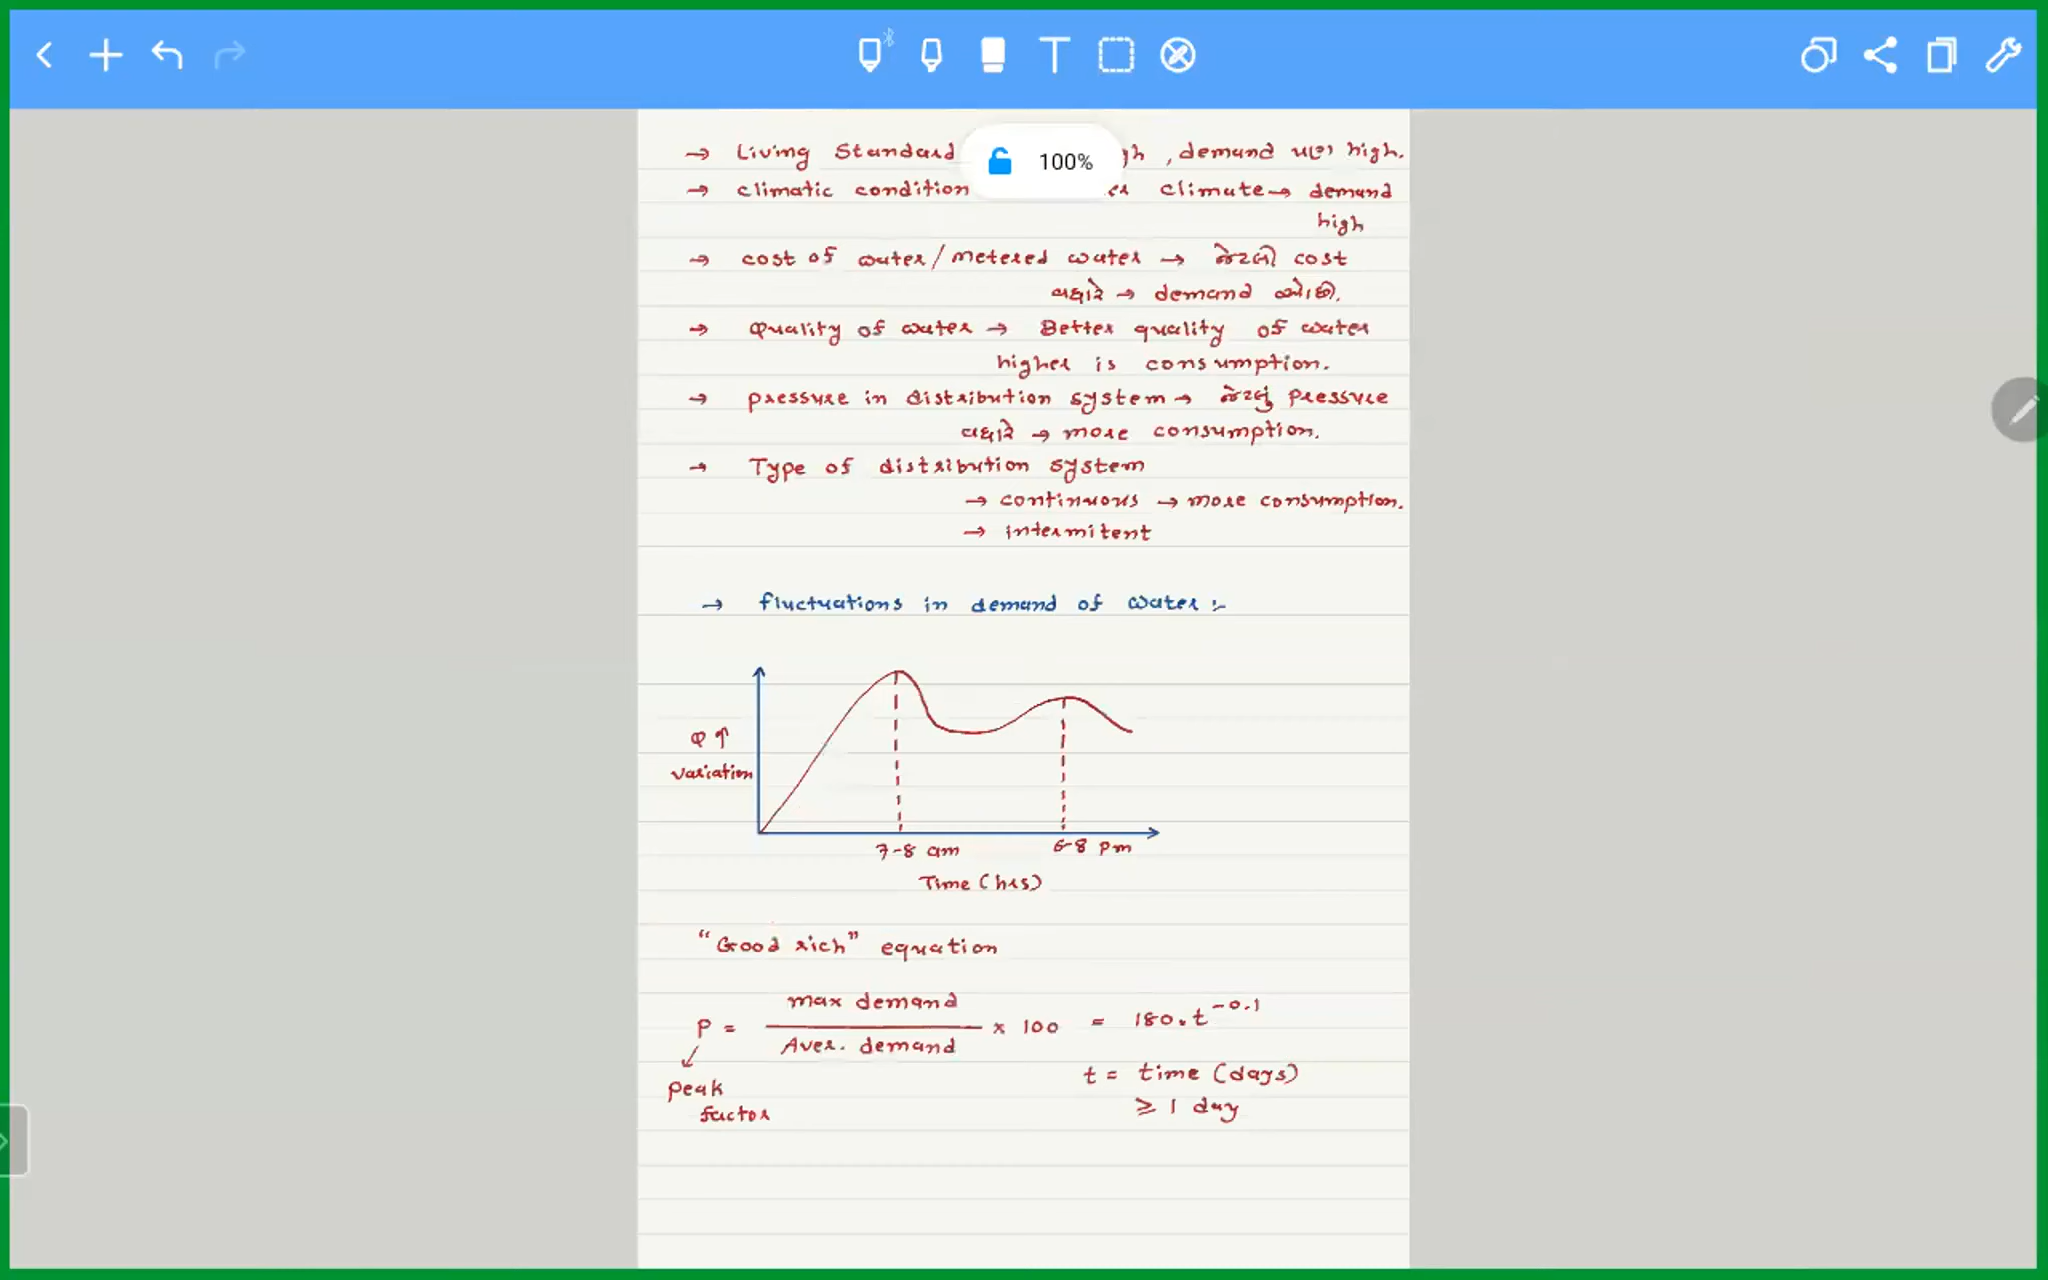 100%
→ Living Standard gh , demand પણ high.
→ climatic condition er climate → demand
high
→ cost of water / metered water → જેટલી cost
વધારે → demand ઓછી.
→ Quality of water → Better quality of water
higher is consumption.
→ pressure in distribution system → જેટલું pressure
વધારે → more consumption.
→ Type of distribution system
→ continuous → more consumption.
→ intermitent
→ fluctuations in demand of water :-
Q ↑
variation
7-8 am 6-8 pm
Time (hrs)
"Good rich" equation
P = max demand / Aver. demand x 100 = 180.t^-0.1
t = time (days)
≥ 1 day
peak
factor